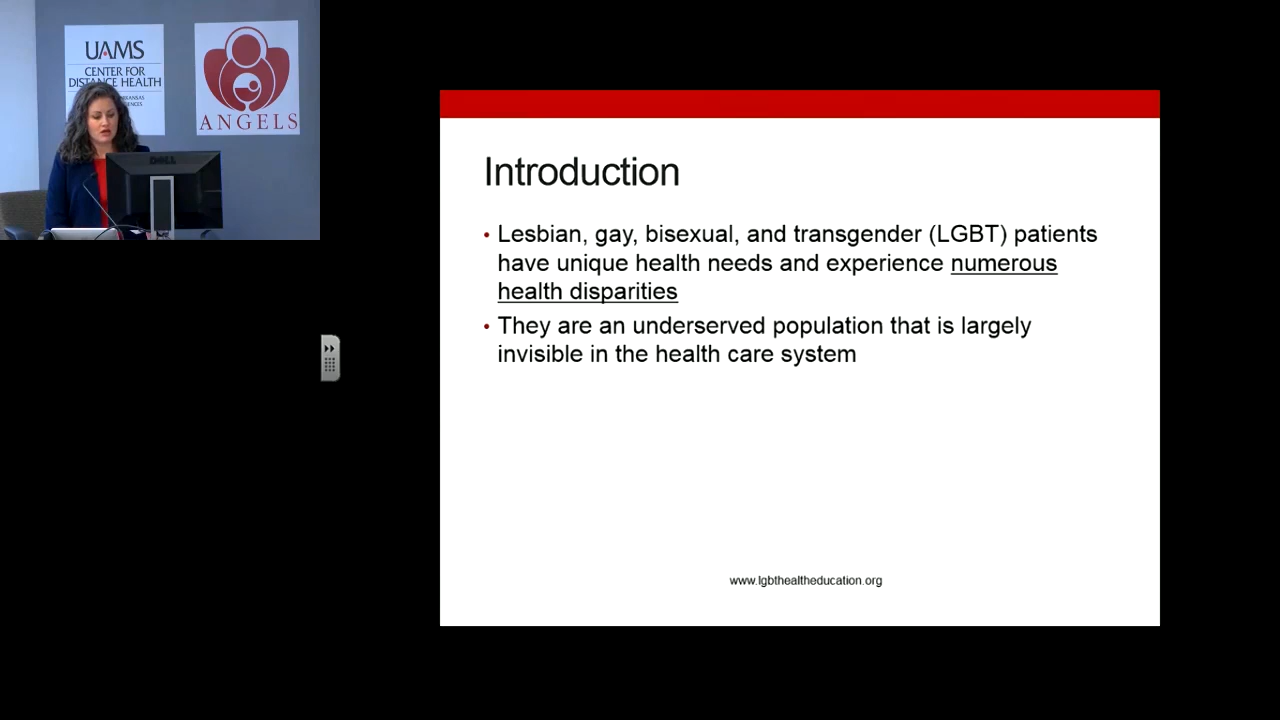 UAMS
CENTER FOR
DISTANCE HEALTH
ANGELS
DELL
Introduction
• Lesbian, gay, bisexual, and transgender (LGBT) patients
have unique health needs and experience numerous
health disparities
• They are an underserved population that is largely
invisible in the health care system
www.lgbthealtheducation.org